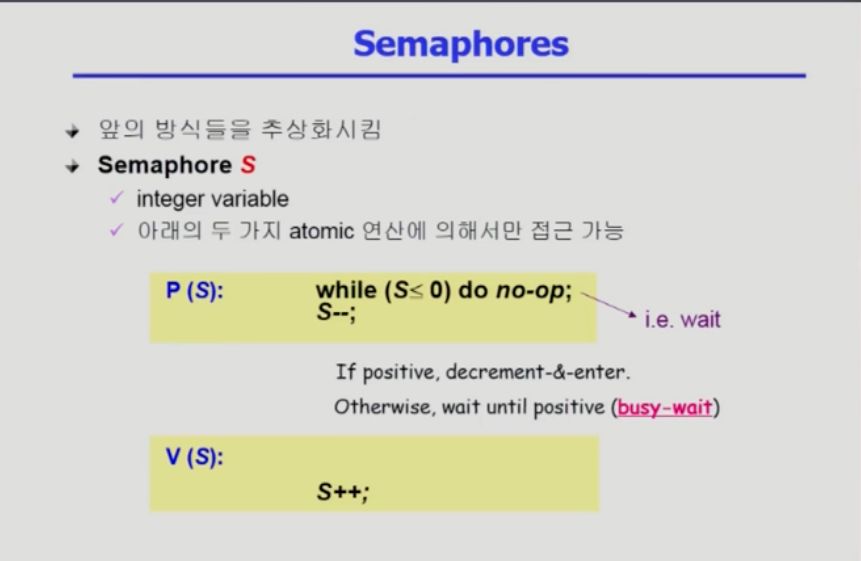 Semaphores
앞의 방식들을 추상화시킴
Semaphore S
integer variable
아래의 두 가지 atomic 연산에 의해서만 접근 가능
P (S): while (S≤ 0) do no-op;
S--;
i.e. wait
If positive, decrement-&-enter.
Otherwise, wait until positive (busy-wait)
V (S):
S++;